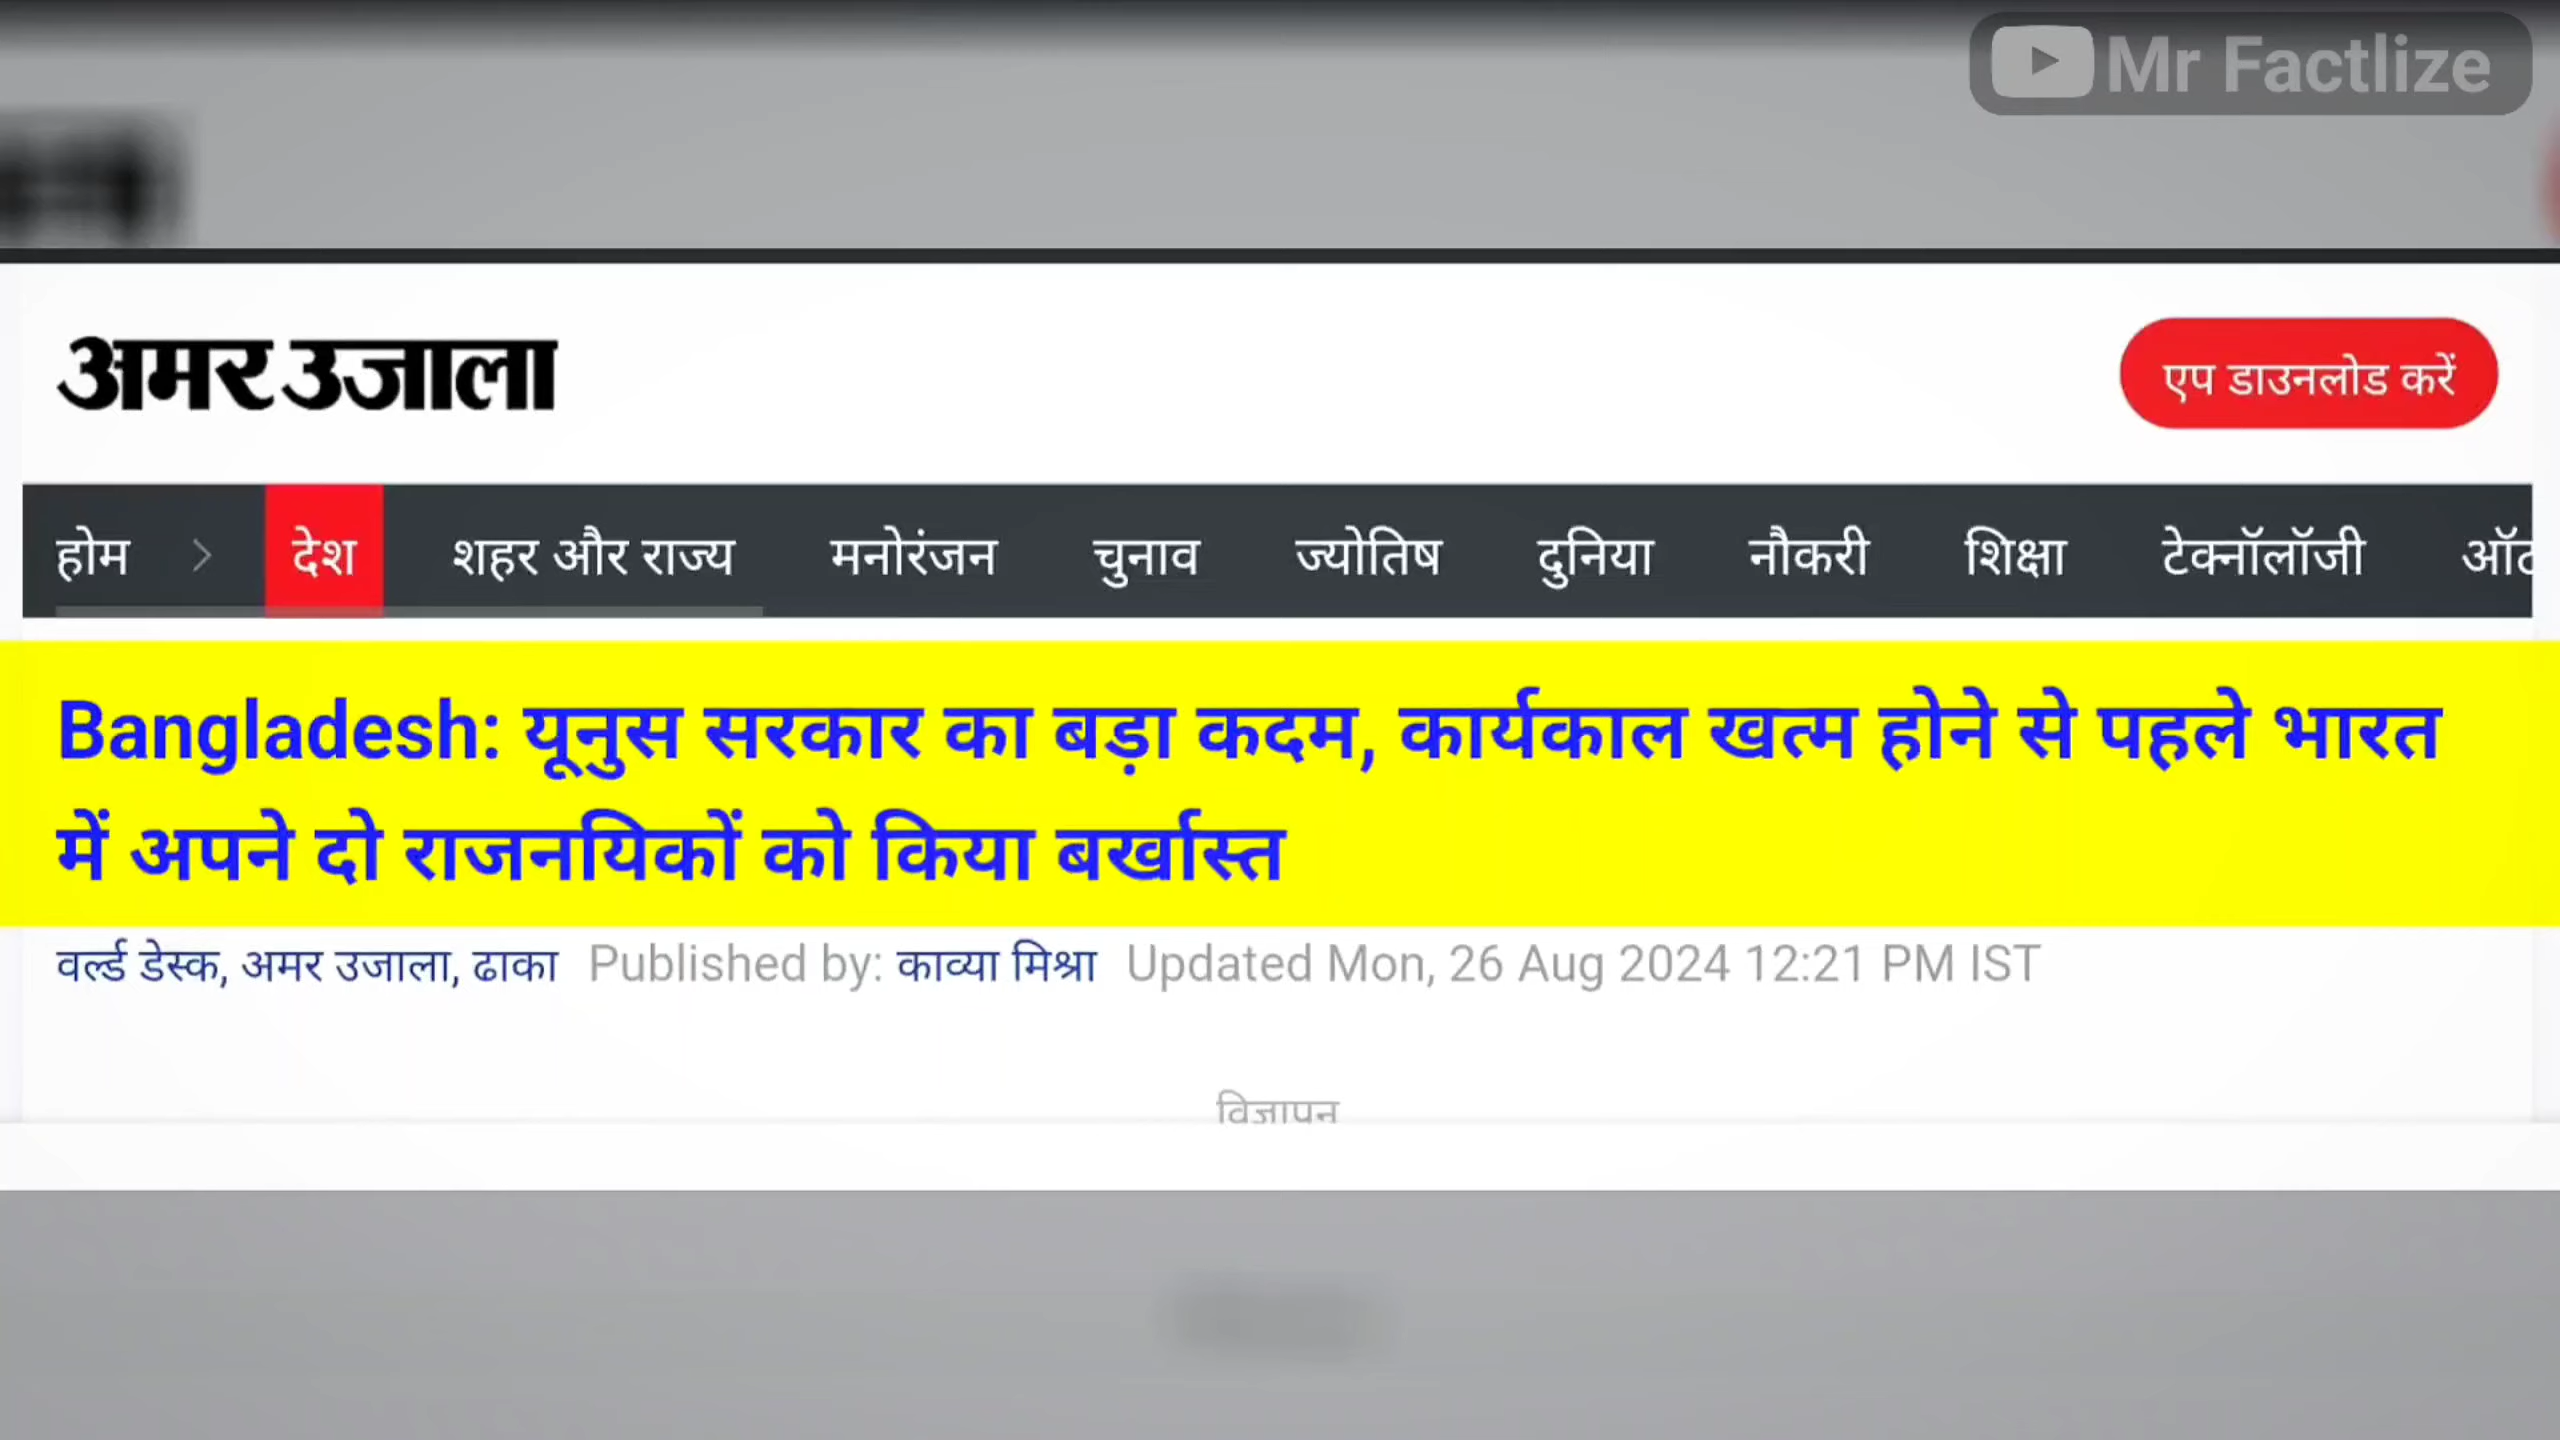 Mr Factlize
अमर उजाला
एप डाउनलोड करें
होम > देश शहर और राज्य मनोरंजन चुनाव ज्योतिष दुनिया नौकरी शिक्षा टेक्नॉलॉजी
Bangladesh: यूनुस सरकार का बड़ा कदम, कार्यकाल खत्म होने से पहले भारत
में अपने दो राजनयिकों को किया बर्खास्त
वर्ल्ड डेस्क, अमर उजाला, ढाका Published by: काव्या मिश्रा Updated Mon, 26 Aug 2024 12:21 PM IST
विज्ञापन